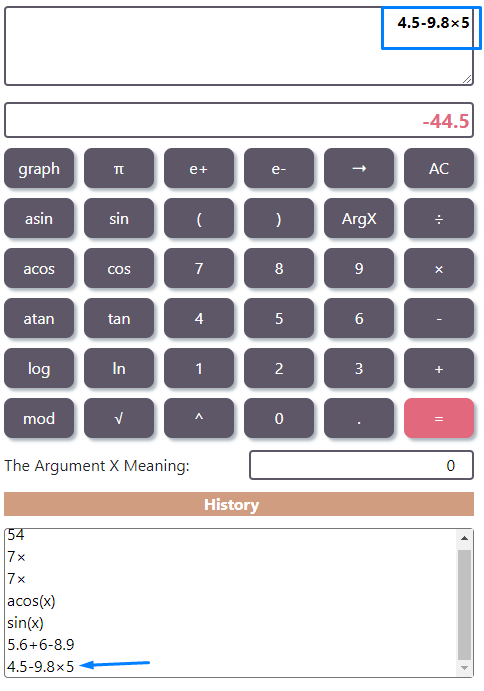 4.5-9.8×5
-44.5
graph π e+ e- → AC
asin sin ( ) ArgX ÷
acos cos 7 8 9 ×
atan tan 4 5 6 -
log ln 1 2 3 +
mod √ ^ 0 . =
The Argument X Meaning: 0
History
54
7×
7×
acos(x)
sin(x)
5.6+6-8.9
4.5-9.8×5